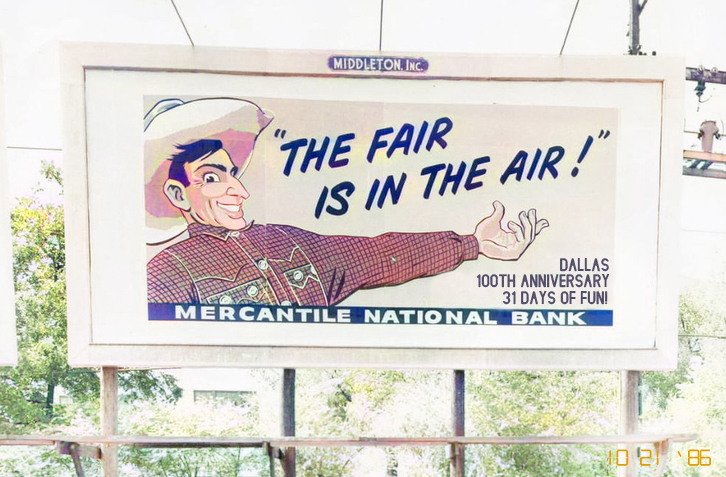 MIDDLETON, INC.
"THE FAIR
IS IN THE AIR!"
DALLAS
100TH ANNIVERSARY
31 DAYS OF FUN!
MERCANTILE NATIONAL BANK
10 21 '86